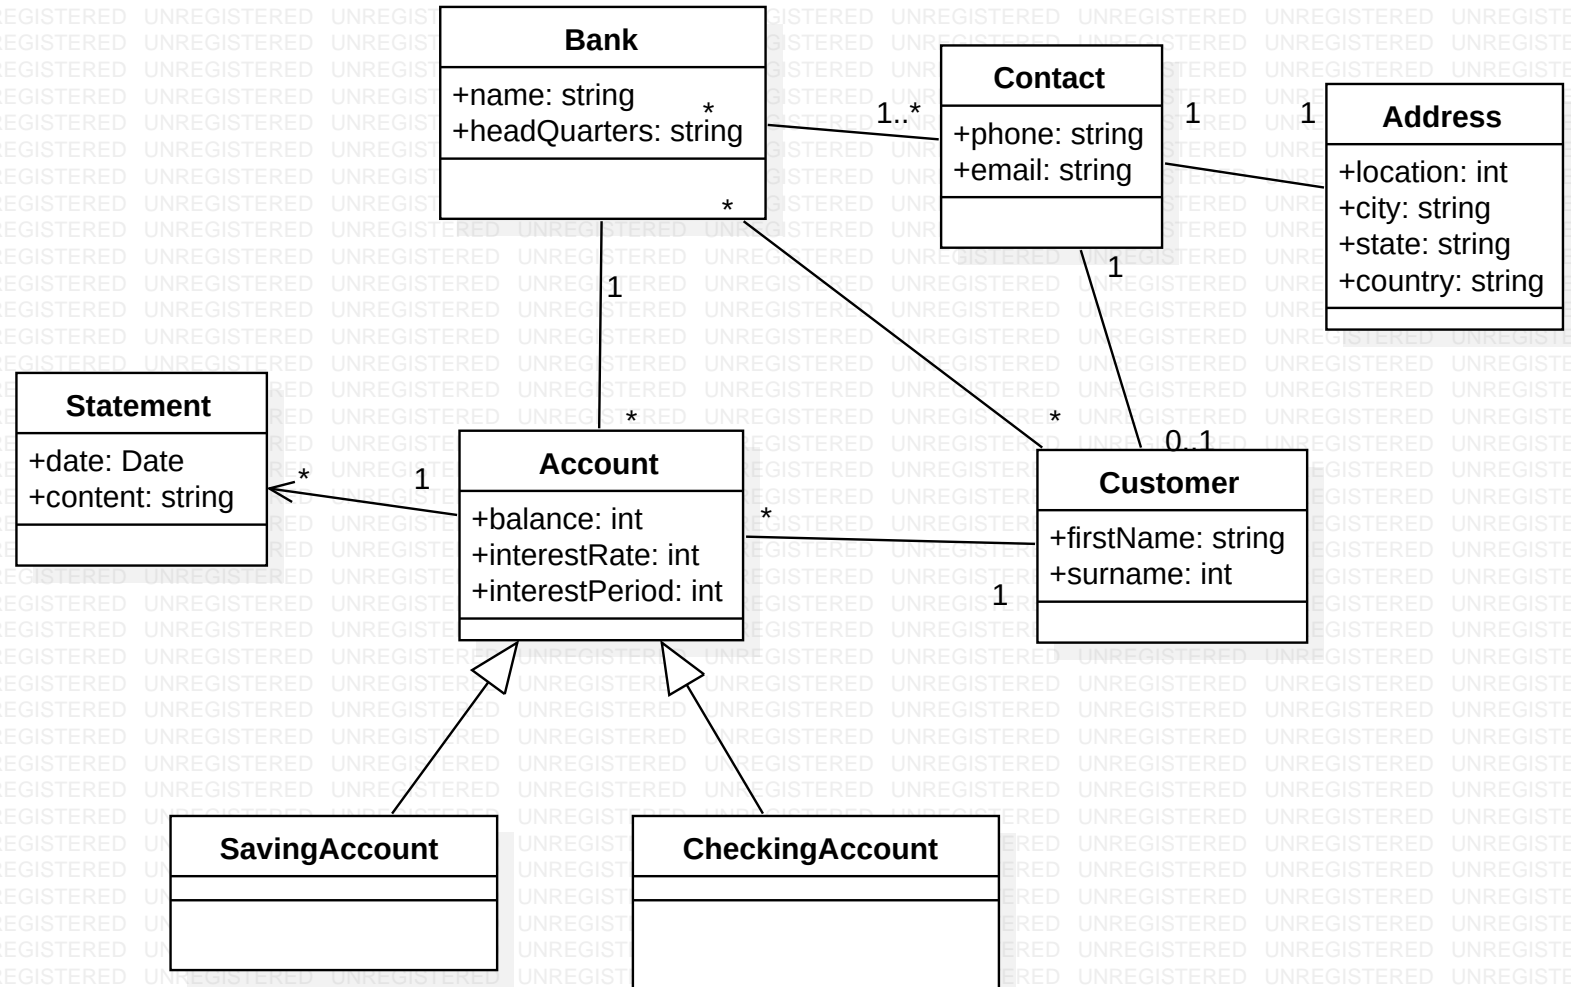 Bank
+name: string
+headQuarters: string
*
*
1
*
1..*
Contact
+phone: string
+email: string
1
1
1
Address
+location: int
+city: string
+state: string
+country: string
Statement
+date: Date
+content: string
*
1
Account
+balance: int
+interestRate: int
+interestPeriod: int
*
1
*
0..1
Customer
+firstName: string
+surname: int
SavingAccount
CheckingAccount
UNREGISTERED